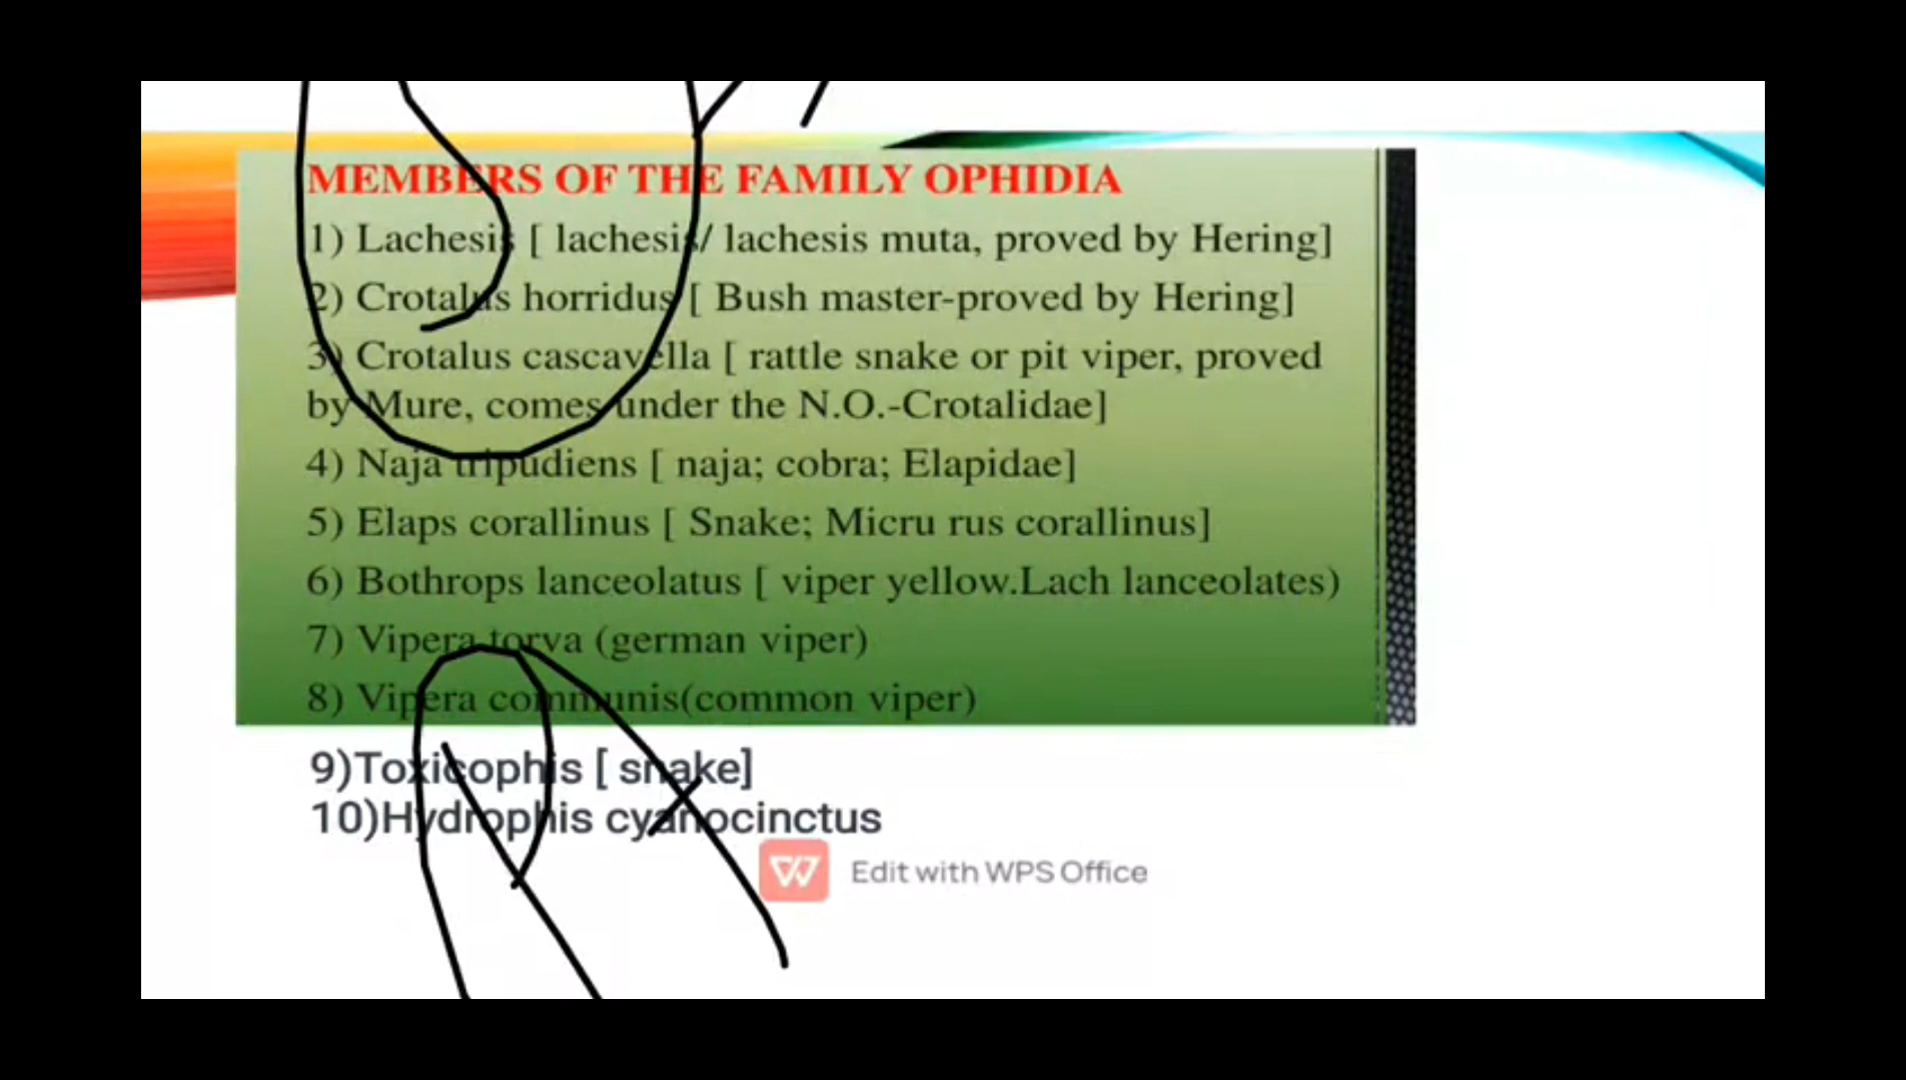 MEMBERS OF THE FAMILY OPHIDIA
1) Lachesis [ lachesis/ lachesis muta, proved by Hering]
2) Crotalus horridus [ Bush master-proved by Hering]
3) Crotalus cascavella [ rattle snake or pit viper, proved
by Mure, comes under the N.O.-Crotalidae]
4) Naja tripudiens [ naja; cobra; Elapidae]
5) Elaps corallinus [ Snake; Micru rus corallinus]
6) Bothrops lanceolatus [ viper yellow.Lach lanceolates)
7) Vipera torva (german viper)
8) Vipera communis(common viper)
9)Toxicophis [ snake]
10)Hydrophis cyanocinctus
Edit with WPS Office